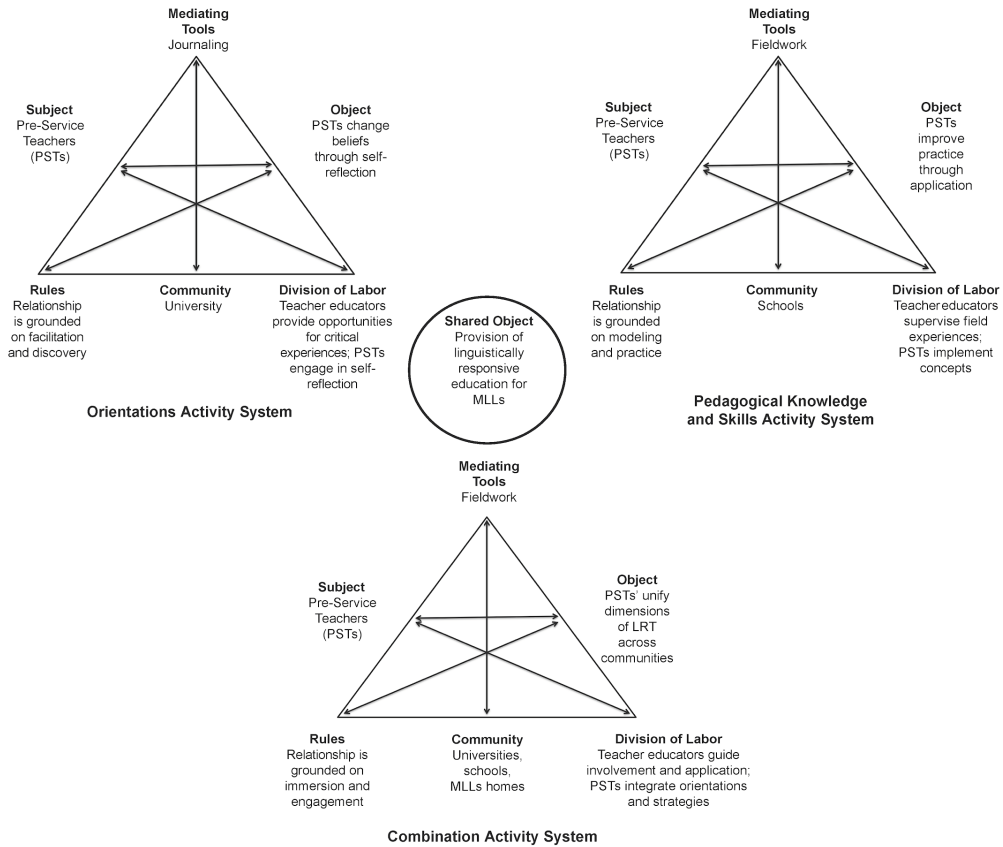 Mediating
Tools
Journaling
Subject
Pre-Service
Teachers
(PSTs)
Object
PSTs change
beliefs
through self-
reflection
Rules
Relationship
is grounded
on facilitation
and discovery
Community
University
Division of Labor
Teacher educators
provide opportunities
for critical
experiences; PSTs
engage in self-
reflection
Orientations Activity System
Mediating
Tools
Fieldwork
Subject
Pre-Service
Teachers
(PSTs)
Object
PSTs
improve
practice
through
application
Rules
Relationship
is grounded
on modeling
and practice
Community
Schools
Division of Labor
Teacher educators
supervise field
experiences;
PSTs implement
concepts
Pedagogical Knowledge
and Skills Activity System
Shared Object
Provision of
linguistically
responsive
education for
MLLs
Mediating
Tools
Fieldwork
Subject
Pre-Service
Teachers
(PSTs)
Object
PSTs' unify
dimensions
of LRT
across
communities
Rules
Relationship is
grounded on
immersion and
engagement
Community
Universities,
schools,
MLLs homes
Division of Labor
Teacher educators guide
involvement and application;
PSTs integrate orientations
and strategies
Combination Activity System